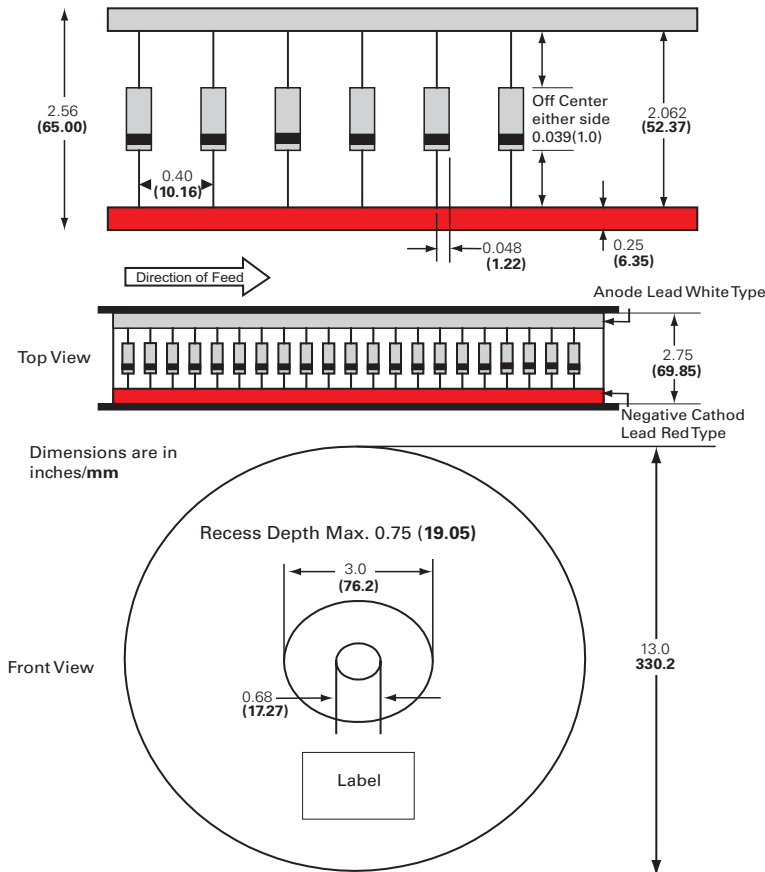 2.56
(65.00)
Off Center
either side
0.039(1.0)
2.062
(52.37)
0.40
(10.16)
0.048
(1.22)
0.25
(6.35)
Direction of Feed
Anode Lead White Type
Top View
2.75
(69.85)
Negative Cathod
Lead Red Type
Dimensions are in
inches/mm
Recess Depth Max. 0.75 (19.05)
3.0
(76.2)
Front View
13.0
330.2
0.68
(17.27)
Label